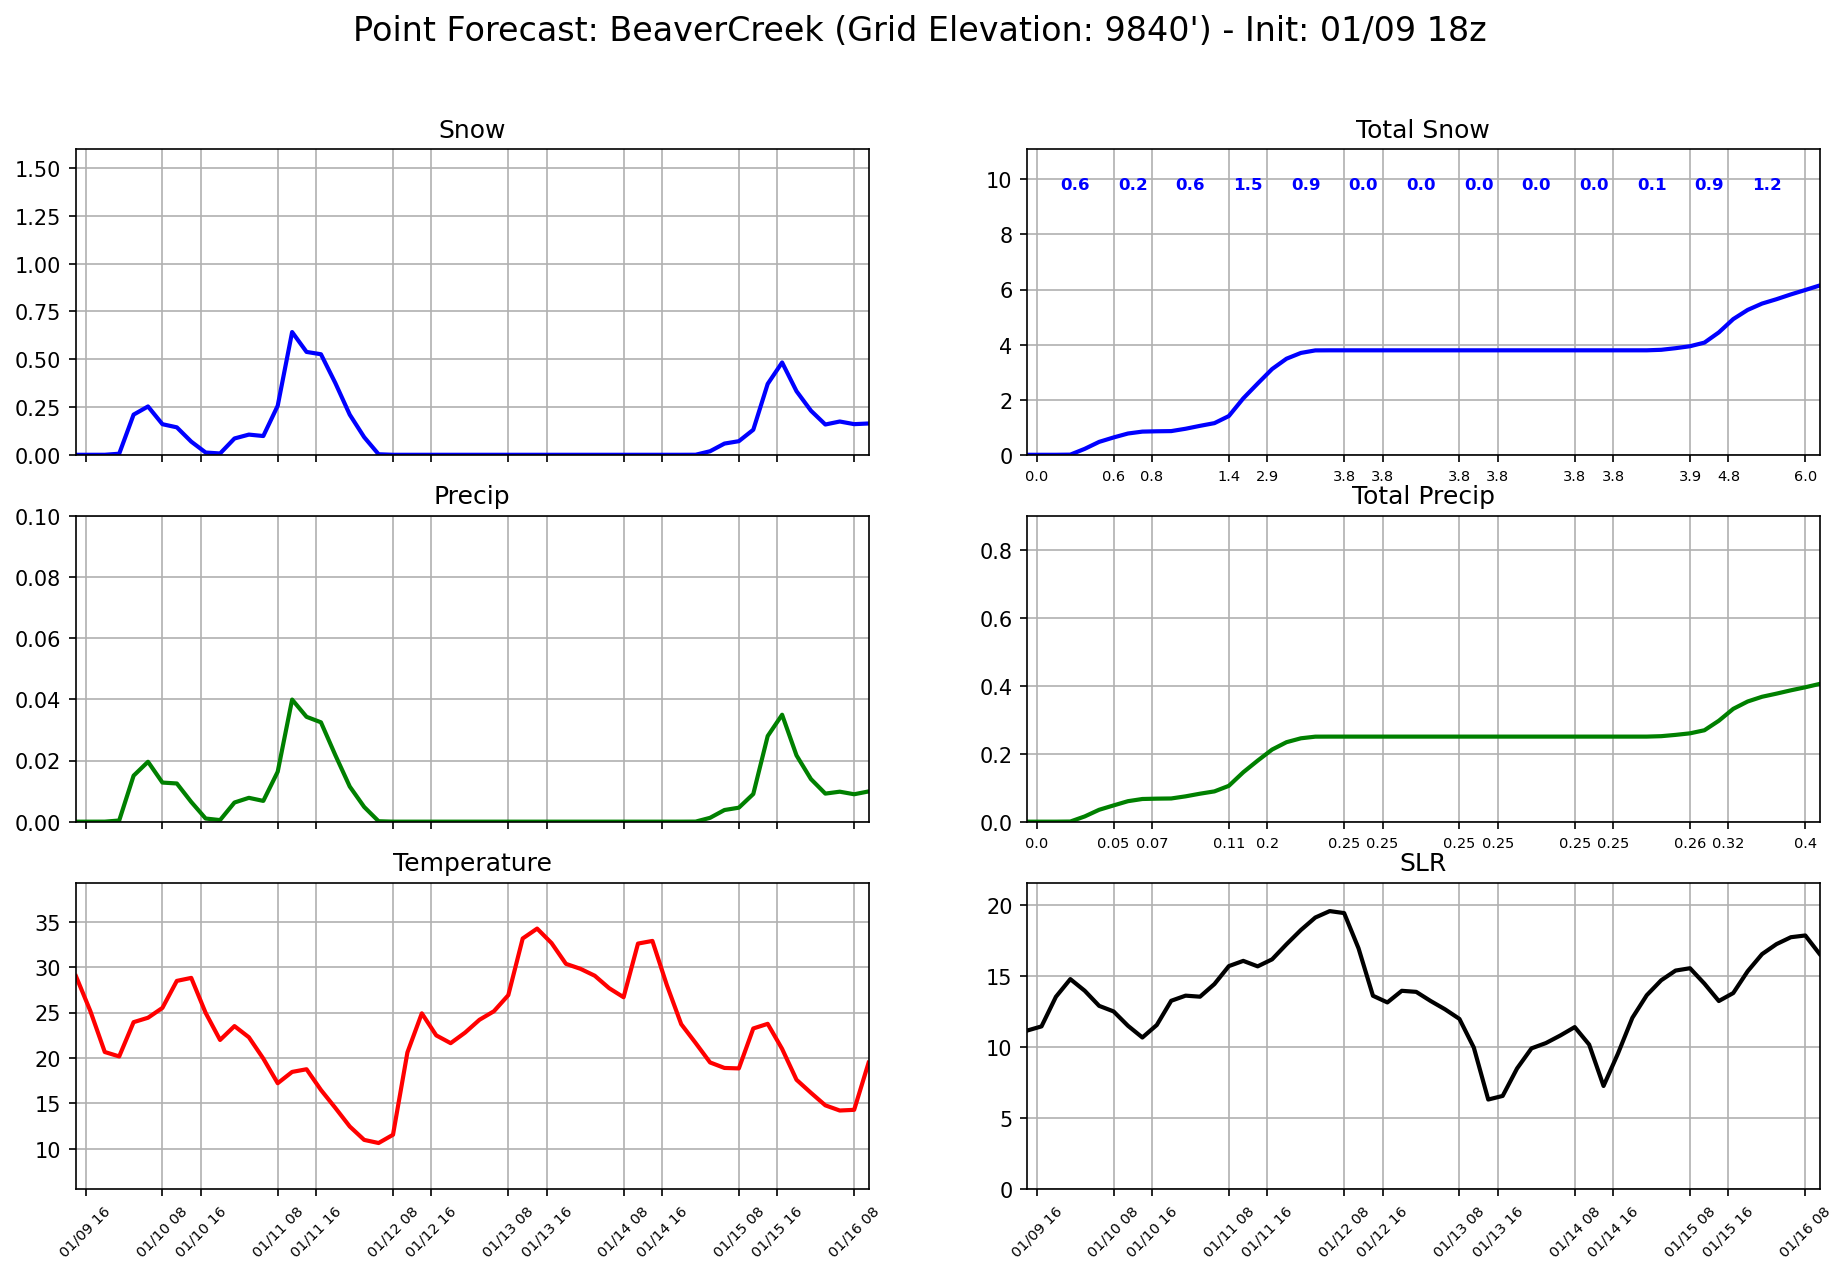 Point Forecast: BeaverCreek (Grid Elevation: 9840') - Init: 01/09 18z
Snow
1.50
1.25
1.00
0.75
0.50
0.25
0.00
Total Snow
10
8
6
4
2
0
0.6 0.2 0.6 1.5 0.9 0.0 0.0 0.0 0.0 0.0 0.1 0.9 1.2
0.0 0.6 0.8 1.4 2.9 3.8 3.8 3.8 3.8 3.8 3.8 3.9 4.8 6.0
Precip
0.10
0.08
0.06
0.04
0.02
0.00
Total Precip
0.8
0.6
0.4
0.2
0.0
0.0 0.05 0.07 0.11 0.2 0.25 0.25 0.25 0.25 0.25 0.25 0.26 0.32 0.4
Temperature
35
30
25
20
15
10
01/09 16 01/10 08 01/10 16 01/11 08 01/11 16 01/12 08 01/12 16 01/13 08 01/13 16 01/14 08 01/14 16 01/15 08 01/15 16 01/16 08
SLR
20
15
10
5
0
01/09 16 01/10 08 01/10 16 01/11 08 01/11 16 01/12 08 01/12 16 01/13 08 01/13 16 01/14 08 01/14 16 01/15 08 01/15 16 01/16 08